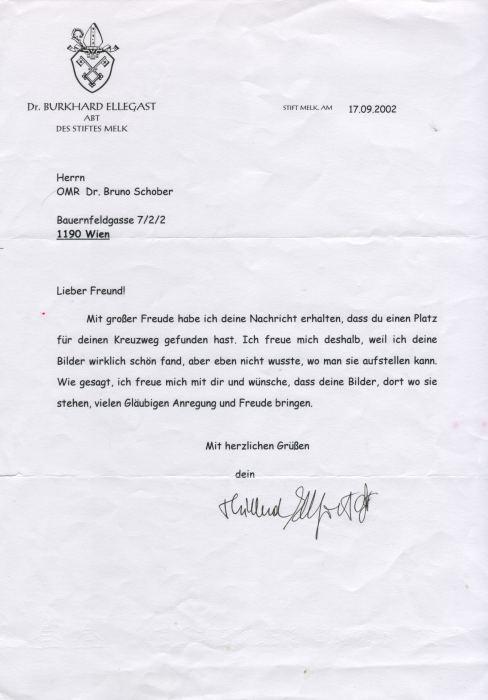 Dr. BURKHARD ELLEGAST
ABT
DES STIFTES MELK
STIFT MELK, AM 17.09.2002
Herrn
OMR Dr. Bruno Schober
Bauernfeldgasse 7/2/2
1190 Wien
Lieber Freund!
Mit großer Freude habe ich deine Nachricht erhalten, dass du einen Platz
für deinen Kreuzweg gefunden hast. Ich freue mich deshalb, weil ich deine
Bilder wirklich schön fand, aber eben nicht wusste, wo man sie aufstellen kann.
Wie gesagt, ich freue mich mit dir und wünsche, dass deine Bilder, dort wo sie
stehen, vielen Gläubigen Anregung und Freude bringen.
Mit herzlichen Grüßen
dein